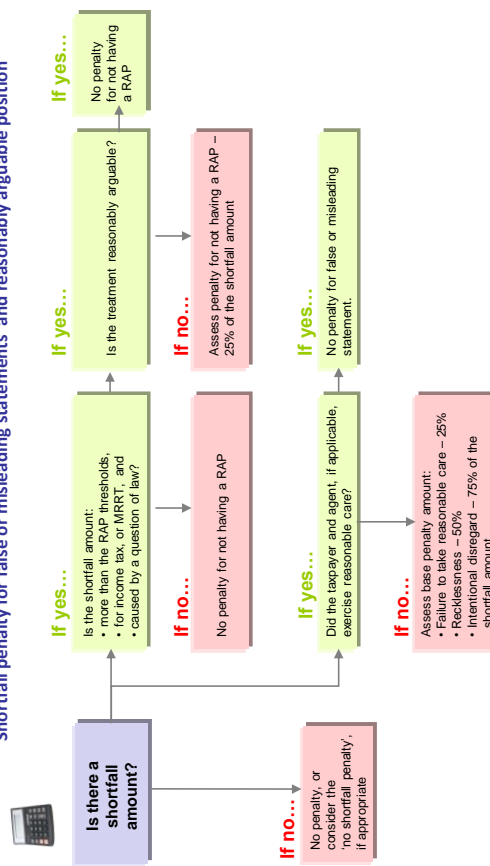 Shortfall penalty for false or misleading statements and reasonably arguable position
Is there a
shortfall
amount?
If no…
No penalty, or
consider the
'no shortfall penalty',
if appropriate
If yes…
Is the shortfall amount:
• more than the RAP thresholds,
• for income tax, or MRRT, and
• caused by a question of law?
If no…
No penalty for not having a RAP
If yes…
Is the treatment reasonably arguable?
If no…
Assess penalty for not having a RAP –
25% of the shortfall amount
If yes…
No penalty
for not having
a RAP
If yes…
Did the taxpayer and agent, if applicable,
exercise reasonable care?
If no…
Assess base penalty amount:
• Failure to take reasonable care – 25%
• Recklessness – 50%
• Intentional disregard – 75% of the
shortfall amount
If yes…
No penalty for false or misleading
statement.